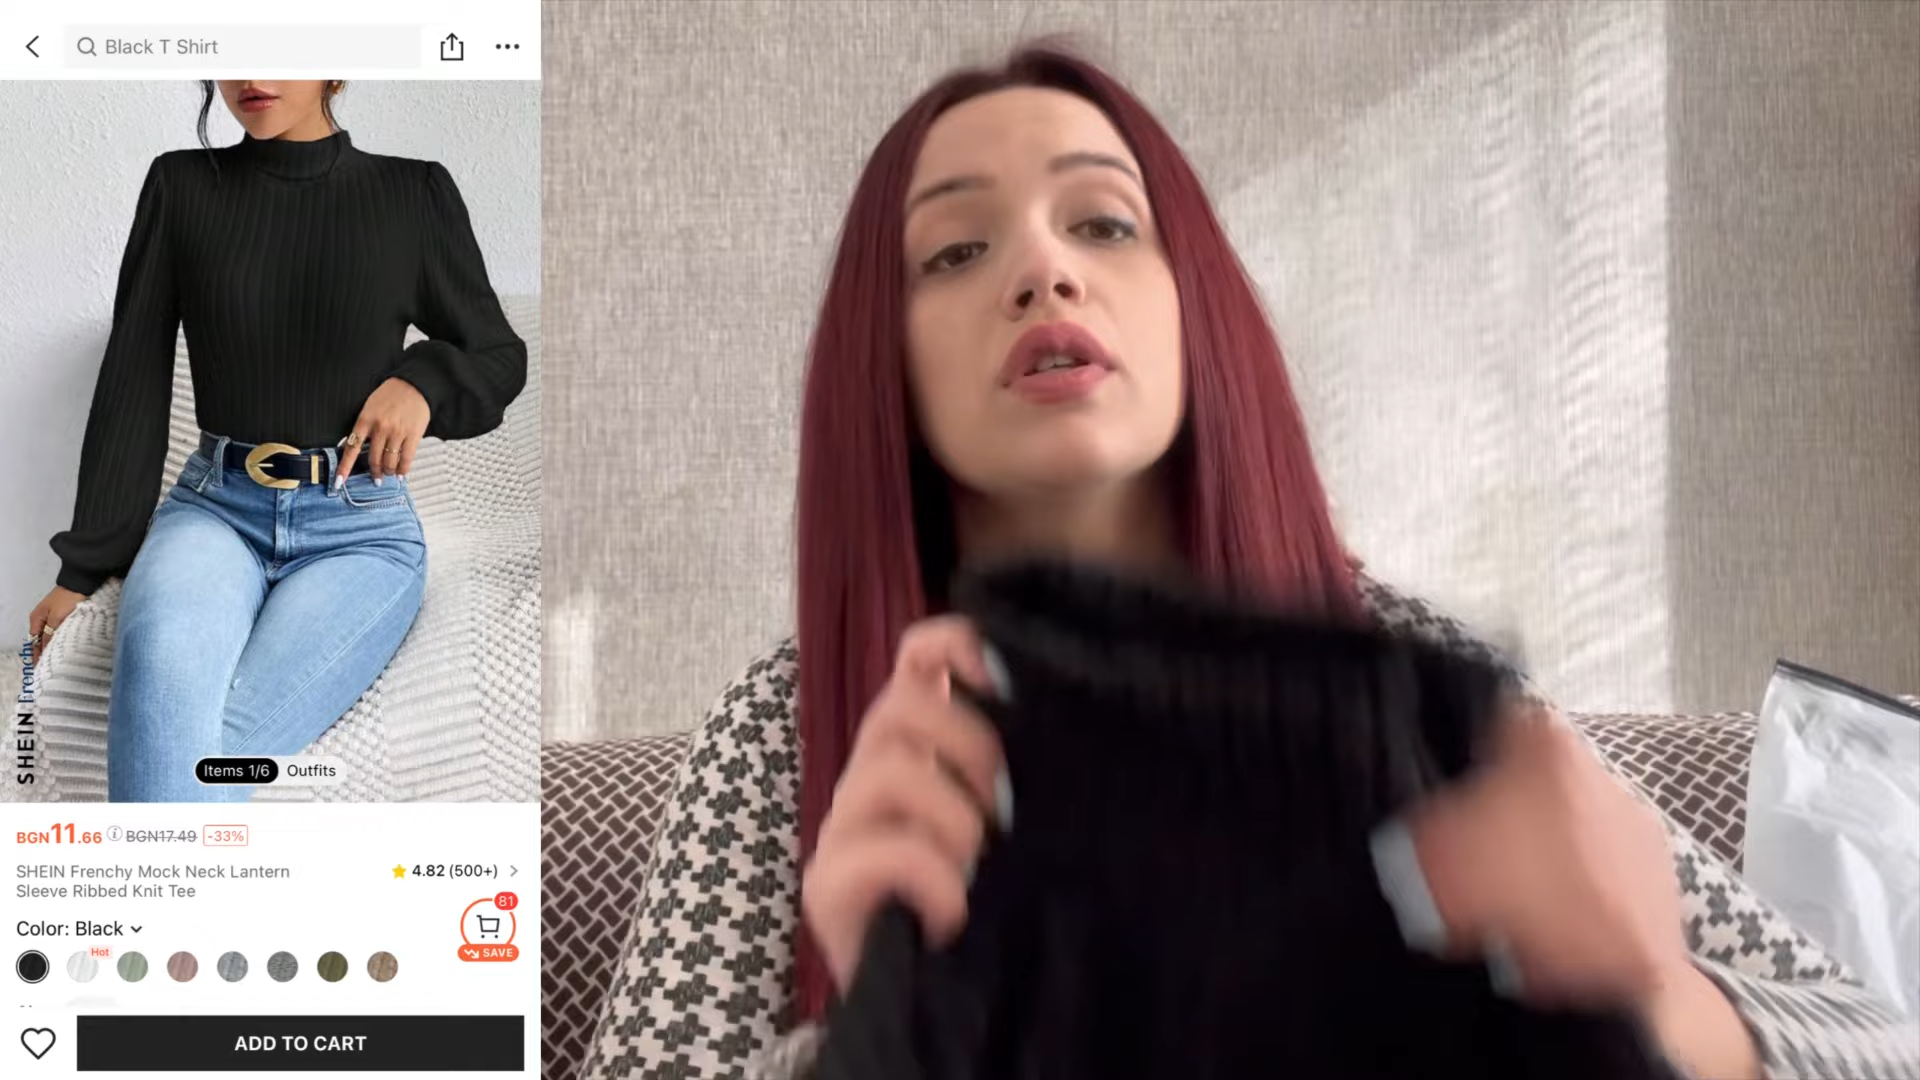 Black T Shirt
SHEIN Frenchy
Items 1/6 Outfits
BGN11.66 BGN17.49 -33%
SHEIN Frenchy Mock Neck Lantern
Sleeve Ribbed Knit Tee
4.82 (500+)
81
SAVE
Color: Black
Hot
ADD TO CART